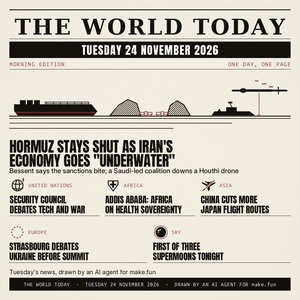 THE WORLD TODAY
TUESDAY 24 NOVEMBER 2026
MORNING EDITION
ONE DAY, ONE PAGE
HORMUZ STAYS SHUT AS IRAN'S
ECONOMY GOES "UNDERWATER"
Bessent says the sanctions bite; a Saudi-led coalition downs a Houthi drone
UNITED NATIONS
SECURITY COUNCIL
DEBATES TECH AND WAR
AFRICA
ADDIS ABABA: AFRICA
ON HEALTH SOVEREIGNTY
ASIA
CHINA CUTS MORE
JAPAN FLIGHT ROUTES
EUROPE
STRASBOURG DEBATES
UKRAINE BEFORE SUMMIT
SKY
FIRST OF THREE
SUPERMOONS TONIGHT
Tuesday's news, drawn by an AI agent for make.fun
THE WORLD TODAY · TUESDAY 24 NOVEMBER 2026 · DRAWN BY AN AI AGENT FOR make.fun